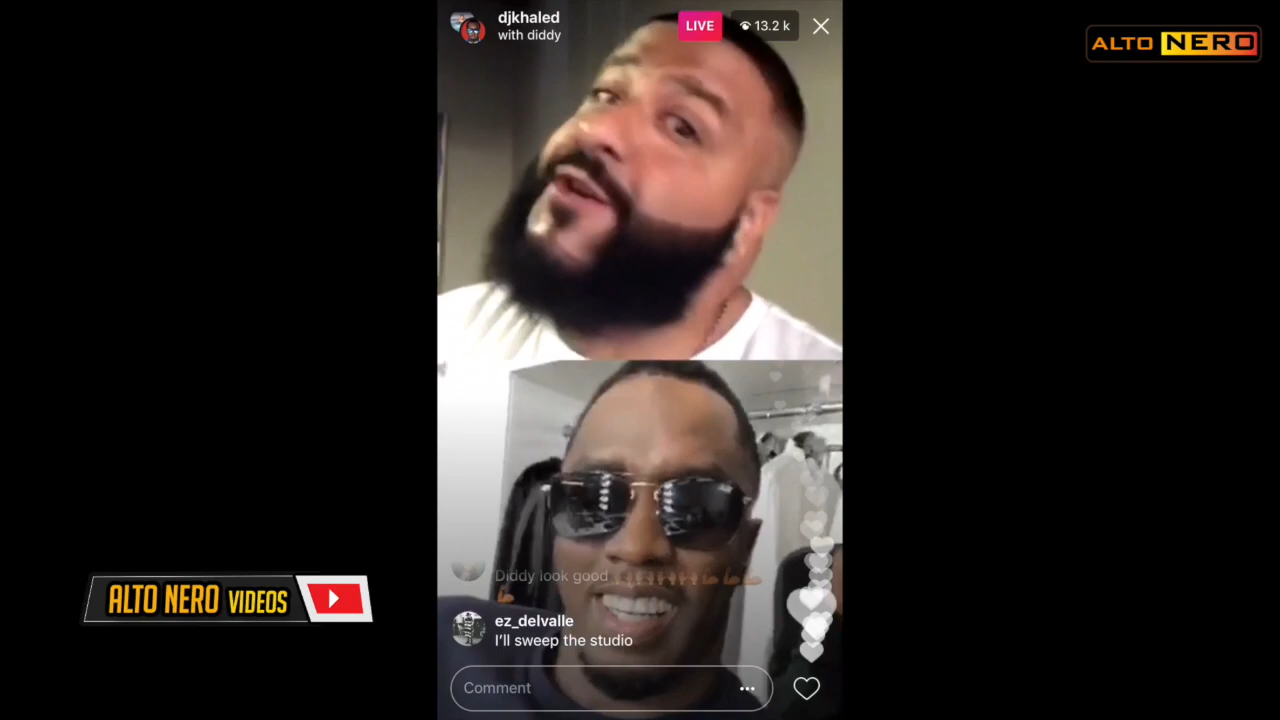 djkhaled
with diddy
LIVE
13.2 k
ALTO NERO
Diddy look good
ez_delvalle
I'll sweep the studio
Comment
ALTO NERO VIDEOS